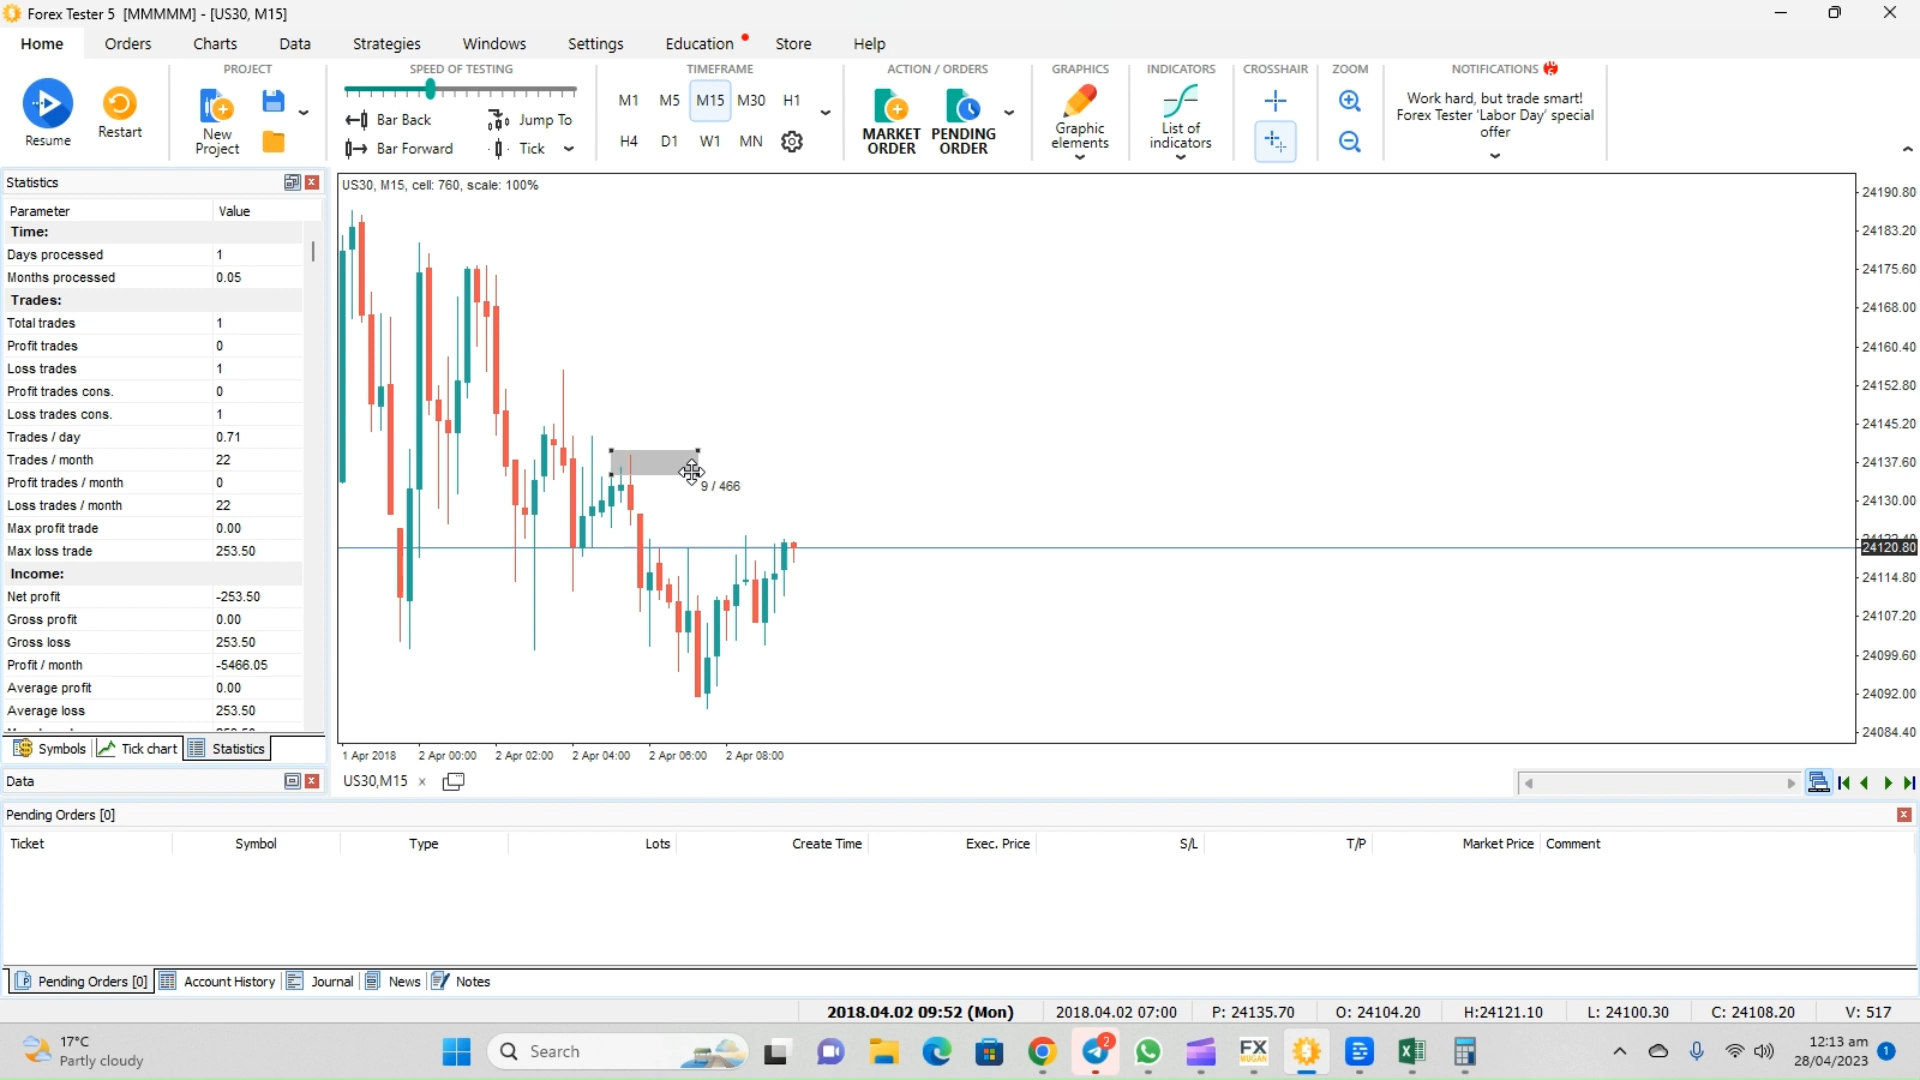 Forex Tester 5 [MMMMM] - [US30, M15]
Home Orders Charts Data Strategies Windows Settings Education Store Help
PROJECT SPEED OF TESTING TIMEFRAME ACTION / ORDERS GRAPHICS INDICATORS CROSSHAIR ZOOM NOTIFICATIONS
Resume
Restart
New
Project
Bar Back
Jump To
Bar Forward
Tick
M1 M5 M15 M30 H1
H4 D1 W1 MN
MARKET
ORDER
PENDING
ORDER
Graphic
elements
List of
indicators
Work hard, but trade smart!
Forex Tester 'Labor Day' special
offer
Statistics
Parameter Value
Time:
Days processed 1
Months processed 0.05
Trades:
Total trades 1
Profit trades 0
Loss trades 1
Profit trades cons. 0
Loss trades cons. 1
Trades / day 0.71
Trades / month 22
Profit trades / month 0
Loss trades / month 22
Max profit trade 0.00
Max loss trade 253.50
Income:
Net profit -253.50
Gross profit 0.00
Gross loss 253.50
Profit / month -5466.05
Average profit 0.00
Average loss 253.50
Symbols Tick chart Statistics
Data
US30, M15, cell: 760, scale: 100%
9 / 466
24190.80
24183.20
24175.60
24168.00
24160.40
24152.80
24145.20
24137.60
24130.00
24120.80
24114.80
24107.20
24099.60
24092.00
24084.40
1 Apr 2018 2 Apr 00:00 2 Apr 02:00 2 Apr 04:00 2 Apr 06:00 2 Apr 08:00
US30,M15
Pending Orders [0]
Ticket Symbol Type Lots Create Time Exec. Price S/L T/P Market Price Comment
Pending Orders [0] Account History Journal News Notes
2018.04.02 09:52 (Mon) 2018.04.02 07:00 P: 24135.70 O: 24104.20 H:24121.10 L: 24100.30 C: 24108.20 V: 517
17°C
Partly cloudy
Search
2
FX
MUGAN
12:13 am
28/04/2023
1